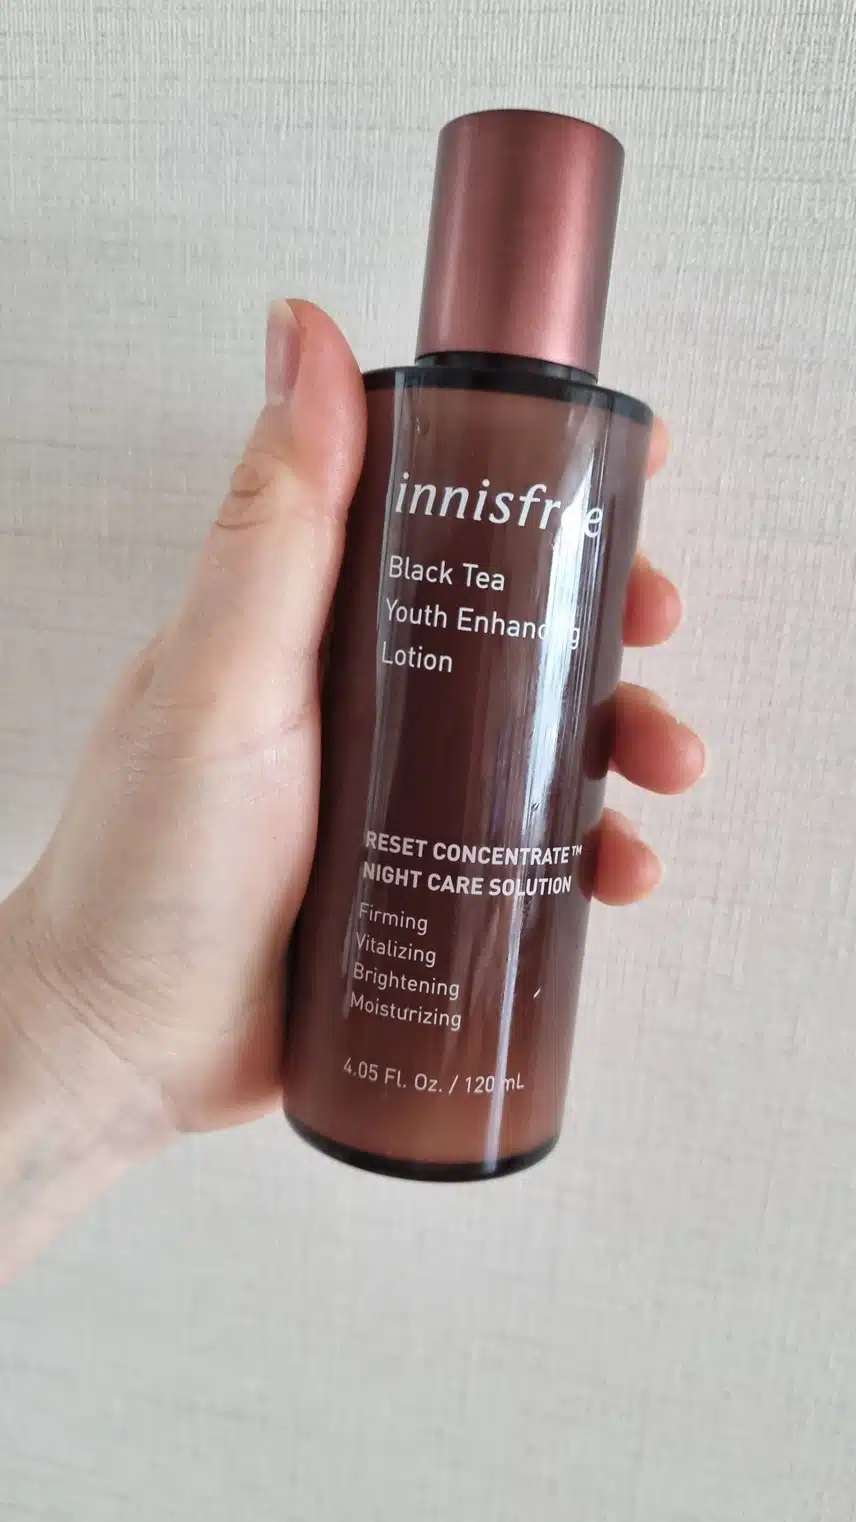 innisfree
Black Tea
Youth Enhancing
Lotion
RESET CONCENTRATE™
NIGHT CARE SOLUTION
Firming
Vitalizing
Brightening
Moisturizing
4.05 Fl. Oz. / 120 mL